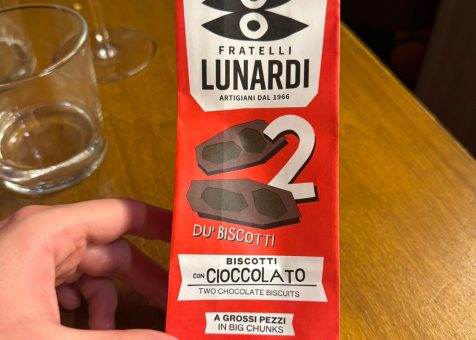 FRATELLI
LUNARDI
ARTIGIANI DAL 1966
2
DU' BISCOTTI
BISCOTTI
CON CIOCCOLATO
TWO CHOCOLATE BISCUITS
A GROSSI PEZZI
IN BIG CHUNKS